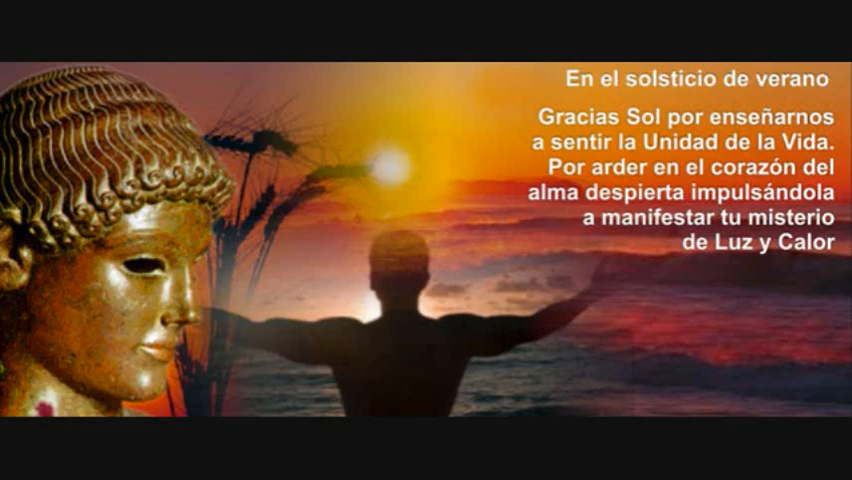 En el solsticio de verano
Gracias Sol por enseñarnos
a sentir la Unidad de la Vida.
Por arder en el corazón del
alma despierta impulsándola
a manifestar tu misterio
de Luz y Calor